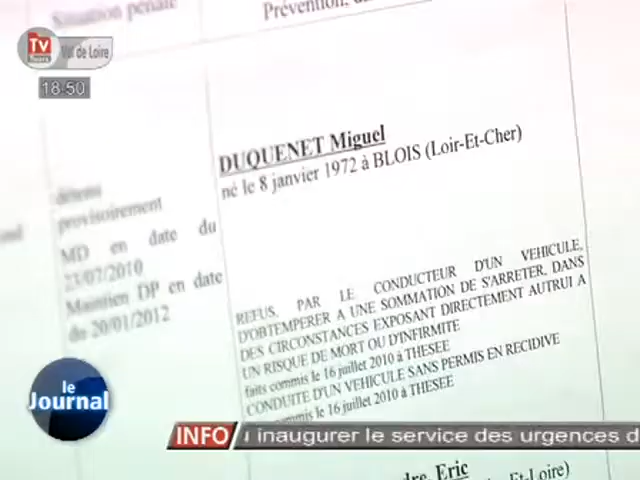 Situation pénale
Prévention,
TV
Tours
Val de Loire
18:50
DUQUENET Miguel
né le 8 janvier 1972 à BLOIS (Loir-Et-Cher)
détenu
provisoirement
MD en date du
23/07/2010
Maintien DP en date
du 20/01/2012
REFUS, PAR LE CONDUCTEUR D'UN VEHICULE,
D'OBTEMPERER A UNE SOMMATION DE S'ARRETER, DANS
DES CIRCONSTANCES EXPOSANT DIRECTEMENT AUTRUI A
UN RISQUE DE MORT OU D'INFIRMITE
faits commis le 16 juillet 2010 à THESEE
CONDUITE D'UN VEHICULE SANS PERMIS EN RECIDIVE
commis le 16 juillet 2010 à THESEE
le
Journal
INFO inaugurer le service des urgences d
Eric
Et-Loire)